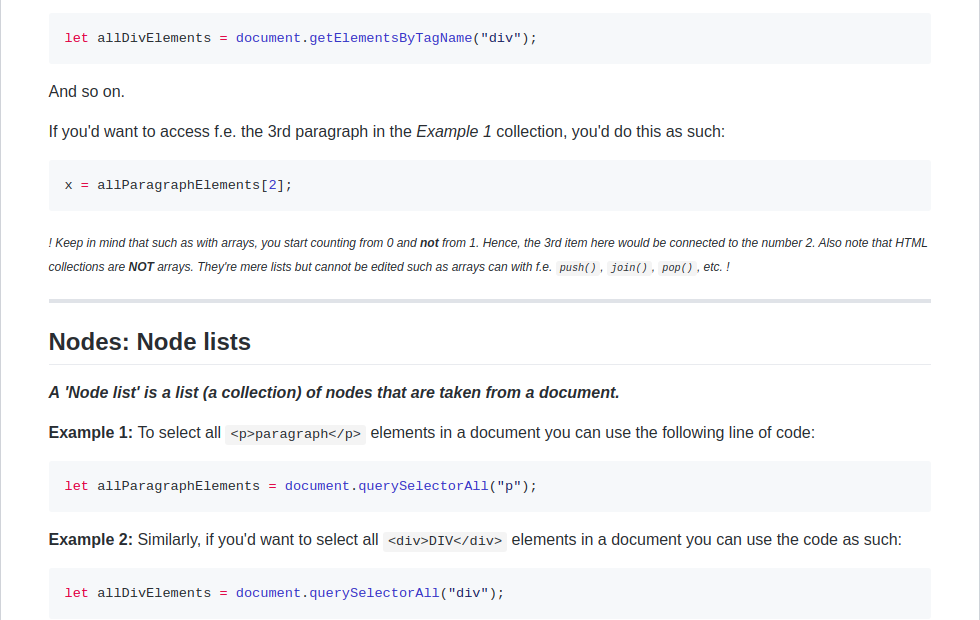 let allDivElements = document.getElementsByTagName("div");
And so on.
If you'd want to access f.e. the 3rd paragraph in the Example 1 collection, you'd do this as such:
x = allParagraphElements[2];
! Keep in mind that such as with arrays, you start counting from 0 and not from 1. Hence, the 3rd item here would be connected to the number 2. Also note that HTML
collections are NOT arrays. They're mere lists but cannot be edited such as arrays can with f.e. push() , join() , pop() , etc. !
Nodes: Node lists
A 'Node list' is a list (a collection) of nodes that are taken from a document.
Example 1: To select all <p>paragraph</p> elements in a document you can use the following line of code:
let allParagraphElements = document.querySelectorAll("p");
Example 2: Similarly, if you'd want to select all <div>DIV</div> elements in a document you can use the code as such:
let allDivElements = document.querySelectorAll("div");